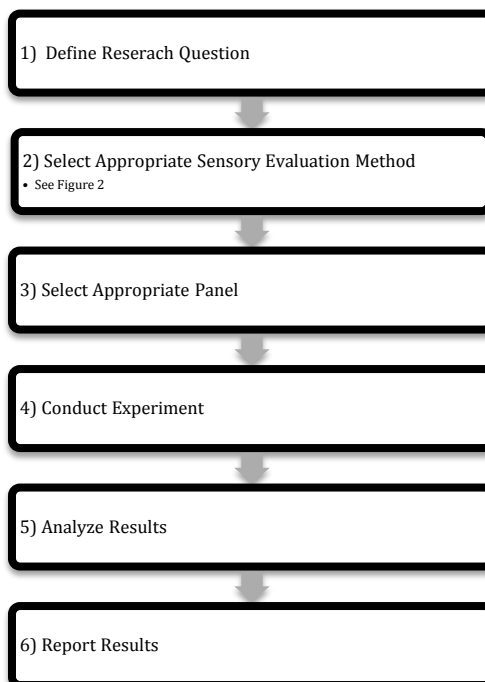 1) Define Reserach Question
2) Select Appropriate Sensory Evaluation Method
• See Figure 2
3) Select Appropriate Panel
4) Conduct Experiment
5) Analyze Results
6) Report Results